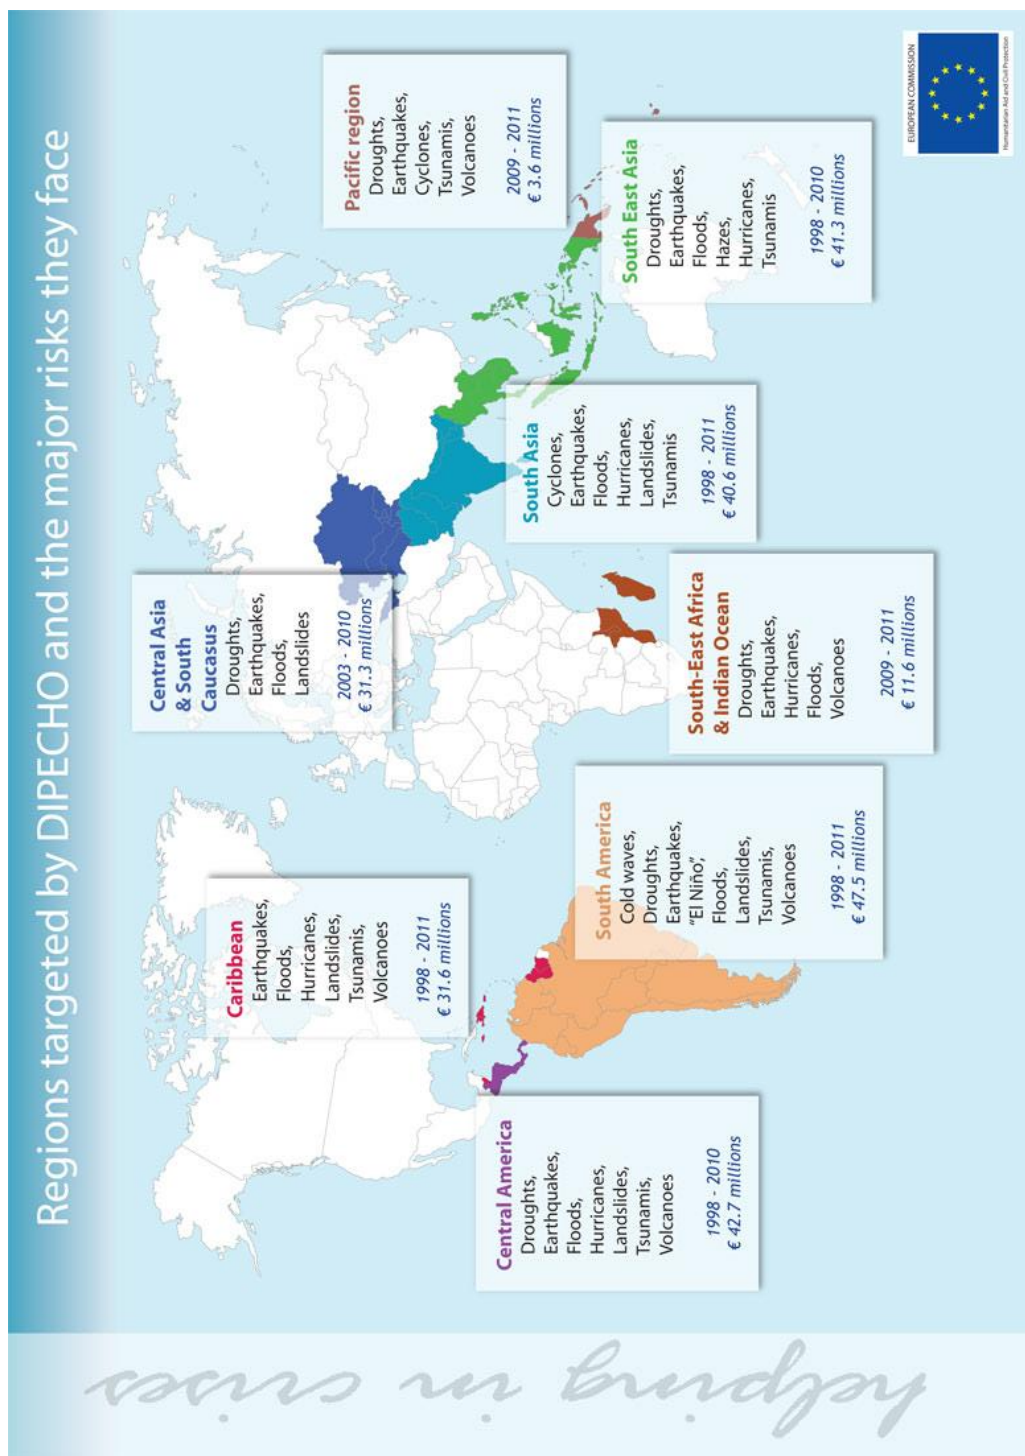 Regions targeted by DIPECHO and the major risks they face
Caribbean
Earthquakes,
Floods,
Hurricanes,
Landslides,
Tsunamis,
Volcanoes
1998 - 2011
€ 31.6 millions
Central Asia
& South
Caucasus
Droughts,
Earthquakes,
Floods,
Landslides
2003 - 2010
€ 31.3 millions
Pacific region
Droughts,
Earthquakes,
Cyclones,
Tsunamis,
Volcanoes
2009 - 2011
€ 3.6 millions
Central America
Droughts,
Earthquakes,
Floods,
Hurricanes,
Landslides,
Tsunamis,
Volcanoes
1998 - 2010
€ 42.7 millions
South America
Cold waves,
Droughts,
Earthquakes,
"El Niño",
Floods,
Landslides,
Tsunamis,
Volcanoes
1998 - 2011
€ 47.5 millions
South-East Africa
& Indian Ocean
Droughts,
Earthquakes,
Hurricanes,
Floods,
Volcanoes
2009 - 2011
€ 11.6 millions
South Asia
Cyclones,
Earthquakes,
Floods,
Hurricanes,
Landslides,
Tsunamis
1998 - 2011
€ 40.6 millions
South East Asia
Droughts,
Earthquakes,
Floods,
Hazes,
Hurricanes,
Tsunamis
1998 - 2010
€ 41.3 millions
EUROPEAN COMMISSION
Humanitarian Aid and Civil Protection
helping in crises